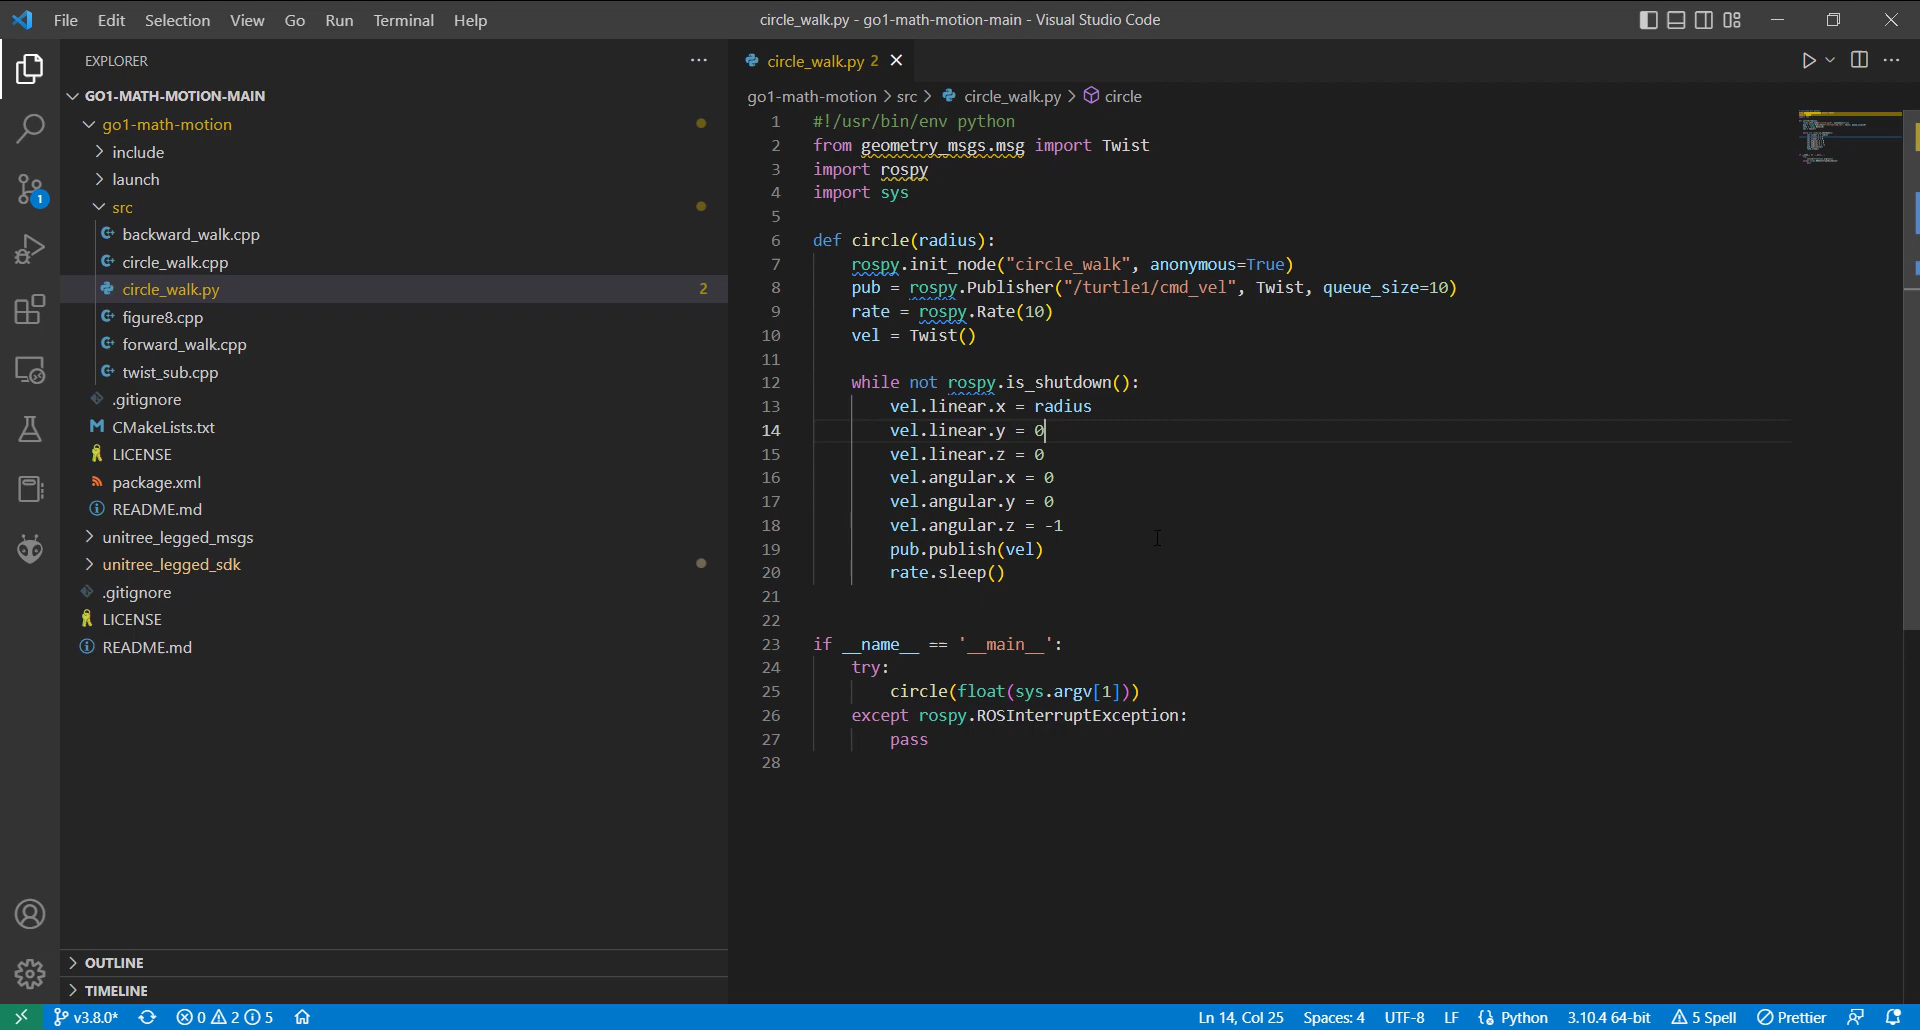 File Edit Selection View Go Run Terminal Help
circle_walk.py - go1-math-motion-main - Visual Studio Code
EXPLORER
GO1-MATH-MOTION-MAIN
go1-math-motion
include
launch
src
backward_walk.cpp
circle_walk.cpp
circle_walk.py 2
figure8.cpp
forward_walk.cpp
twist_sub.cpp
.gitignore
CMakeLists.txt
LICENSE
package.xml
README.md
unitree_legged_msgs
unitree_legged_sdk
.gitignore
LICENSE
README.md
OUTLINE
TIMELINE
1
circle_walk.py 2
go1-math-motion > src > circle_walk.py > circle
1 #!/usr/bin/env python
2 from geometry_msgs.msg import Twist
3 import rospy
4 import sys
5
6 def circle(radius):
7     rospy.init_node("circle_walk", anonymous=True)
8     pub = rospy.Publisher("/turtle1/cmd_vel", Twist, queue_size=10)
9     rate = rospy.Rate(10)
10     vel = Twist()
11
12     while not rospy.is_shutdown():
13         vel.linear.x = radius
14         vel.linear.y = 0
15         vel.linear.z = 0
16         vel.angular.x = 0
17         vel.angular.y = 0
18         vel.angular.z = -1
19         pub.publish(vel)
20         rate.sleep()
21
22
23 if __name__ == '__main__':
24     try:
25         circle(float(sys.argv[1]))
26     except rospy.ROSInterruptException:
27         pass
28
v3.8.0* 0 2 5 Ln 14, Col 25 Spaces: 4 UTF-8 LF Python 3.10.4 64-bit 5 Spell Prettier